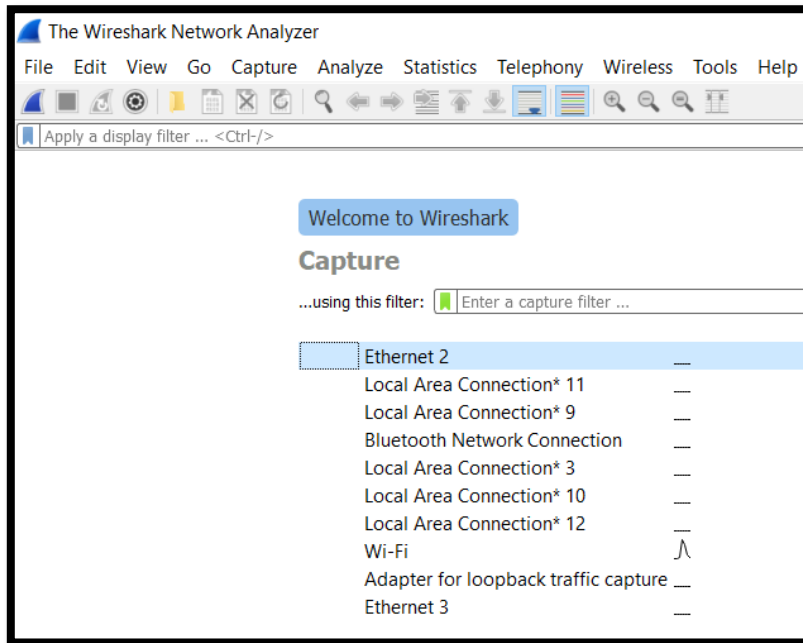 The Wireshark Network Analyzer
File Edit View Go Capture Analyze Statistics Telephony Wireless Tools Help
Apply a display filter ... <Ctrl-/>
Welcome to Wireshark
Capture
...using this filter: Enter a capture filter ...
Ethernet 2
Local Area Connection* 11
Local Area Connection* 9
Bluetooth Network Connection
Local Area Connection* 3
Local Area Connection* 10
Local Area Connection* 12
Wi-Fi
Adapter for loopback traffic capture
Ethernet 3